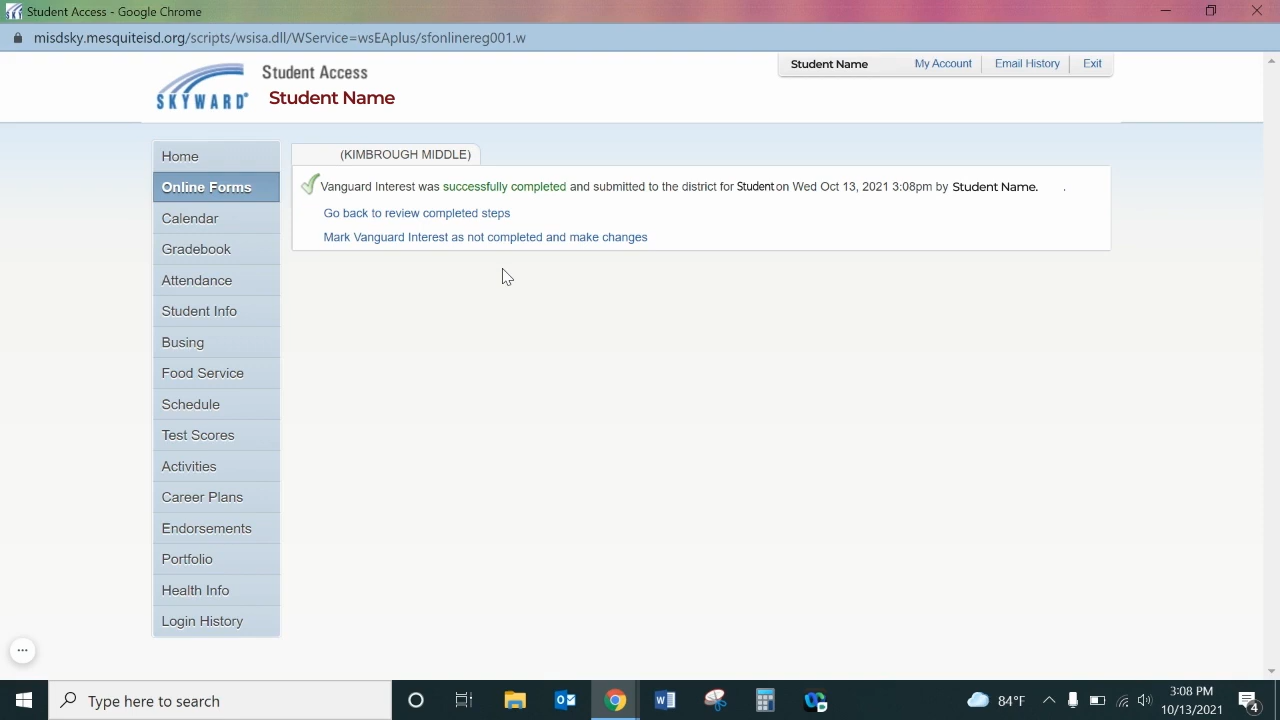 Student Access - Google Chrome
misdsky.mesquiteisd.org/scripts/wsisa.dll/WService=wsEAplus/sfonlinereg001.w
SKYWARD®
Student Access
Student Name
Student Name
My Account
Email History
Exit
Home
Online Forms
Calendar
Gradebook
Attendance
Student Info
Busing
Food Service
Schedule
Test Scores
Activities
Career Plans
Endorsements
Portfolio
Health Info
Login History
(KIMBROUGH MIDDLE)
Vanguard Interest was successfully completed and submitted to the district for Student on Wed Oct 13, 2021 3:08pm by Student Name. .
Go back to review completed steps
Mark Vanguard Interest as not completed and make changes
Type here to search
84°F
3:08 PM
10/13/2021
4